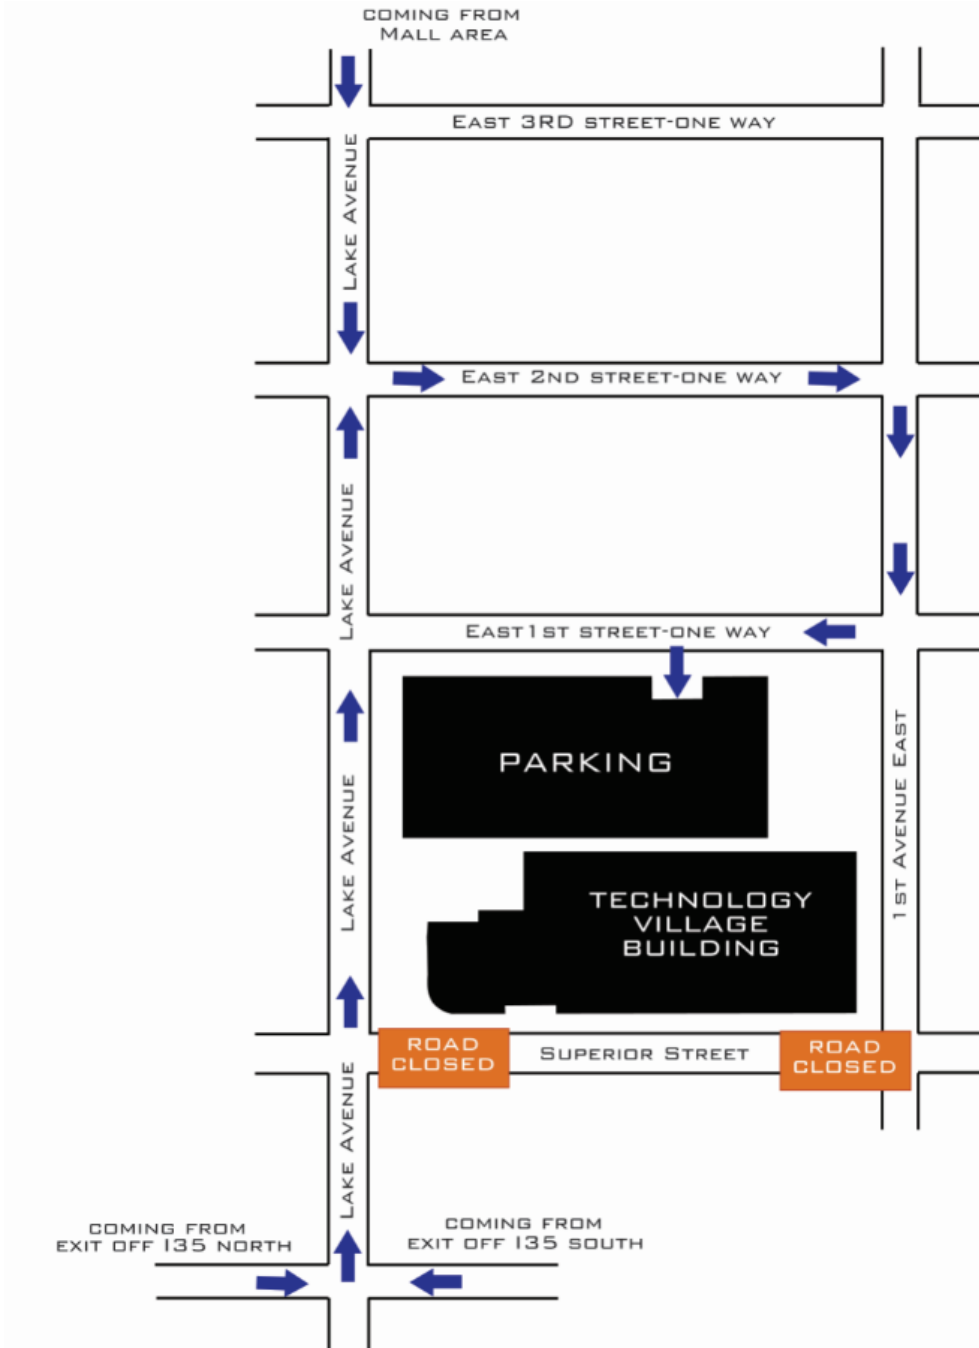 COMING FROM
MALL AREA
EAST 3RD STREET-ONE WAY
LAKE AVENUE
EAST 2ND STREET-ONE WAY
LAKE AVENUE
EAST 1ST STREET-ONE WAY
PARKING
LAKE AVENUE
1ST AVENUE EAST
TECHNOLOGY
VILLAGE
BUILDING
ROAD
CLOSED
SUPERIOR STREET
ROAD
CLOSED
LAKE AVENUE
COMING FROM
EXIT OFF I35 NORTH
COMING FROM
EXIT OFF I35 SOUTH